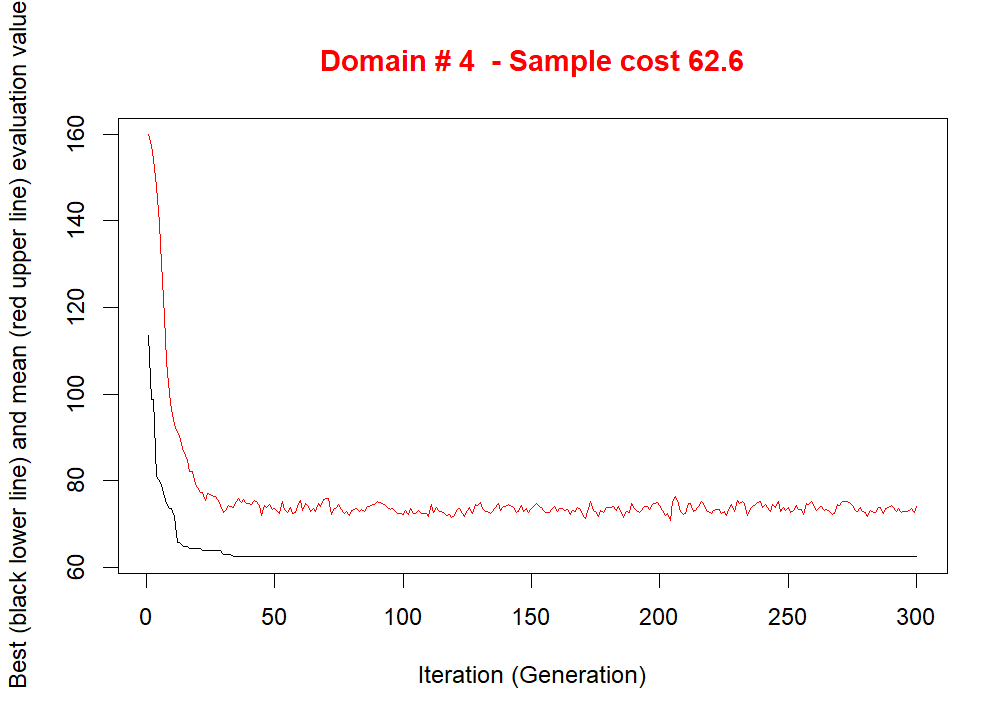 Domain # 4 - Sample cost 62.6
Best (black lower line) and mean (red upper line) evaluation value
160
140
120
100
80
60
0 50 100 150 200 250 300
Iteration (Generation)